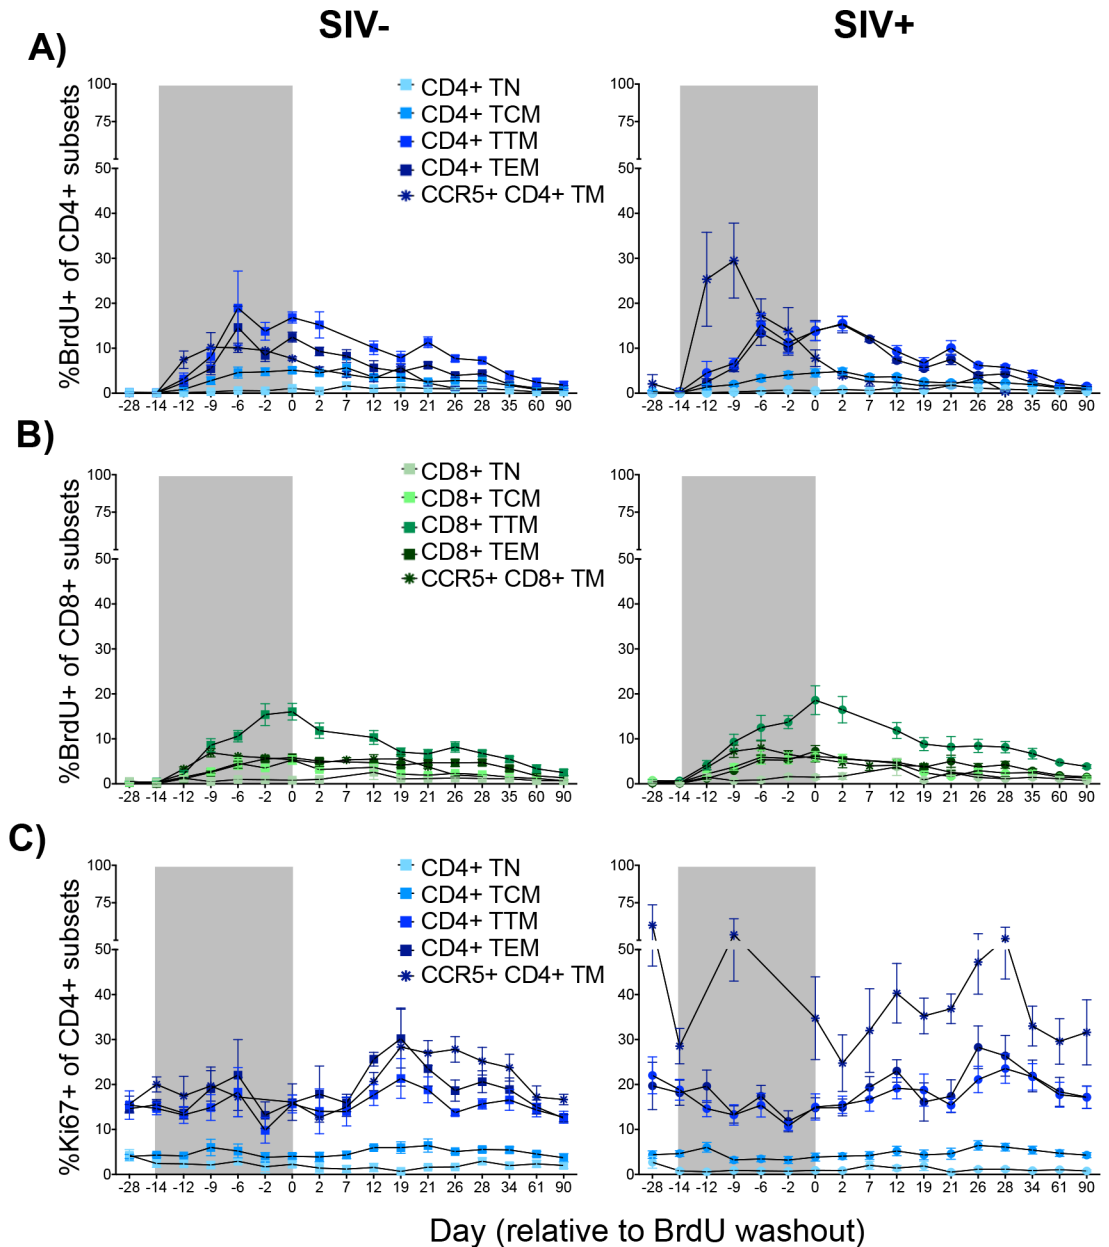 SIV- SIV+
A)
%BrdU+ of CD4+ subsets
100
75
50
40
30
20
10
0
-28 -14 -12 -9 -6 -2 0 2 7 12 19 21 26 28 35 60 90
CD4+ TN
CD4+ TCM
CD4+ TTM
CD4+ TEM
CCR5+ CD4+ TM
100
75
50
40
30
20
10
0
-28 -14 -12 -9 -6 -2 0 2 7 12 19 21 26 28 35 60 90
B)
%BrdU+ of CD8+ subsets
100
75
50
40
30
20
10
0
-28 -14 -12 -9 -6 -2 0 2 7 12 19 21 26 28 35 60 90
CD8+ TN
CD8+ TCM
CD8+ TTM
CD8+ TEM
CCR5+ CD8+ TM
100
75
50
40
30
20
10
0
-28 -14 -12 -9 -6 -2 0 2 7 12 19 21 26 28 35 60 90
C)
%Ki67+ of CD4+ subsets
100
75
50
40
30
20
10
0
-28 -14 -12 -9 -6 -2 0 2 7 12 19 21 26 28 34 61 90
CD4+ TN
CD4+ TCM
CD4+ TTM
CD4+ TEM
CCR5+ CD4+ TM
100
75
50
40
30
20
10
0
-28 -14 -12 -9 -6 -2 0 2 7 12 19 21 26 28 34 61 90
Day (relative to BrdU washout)